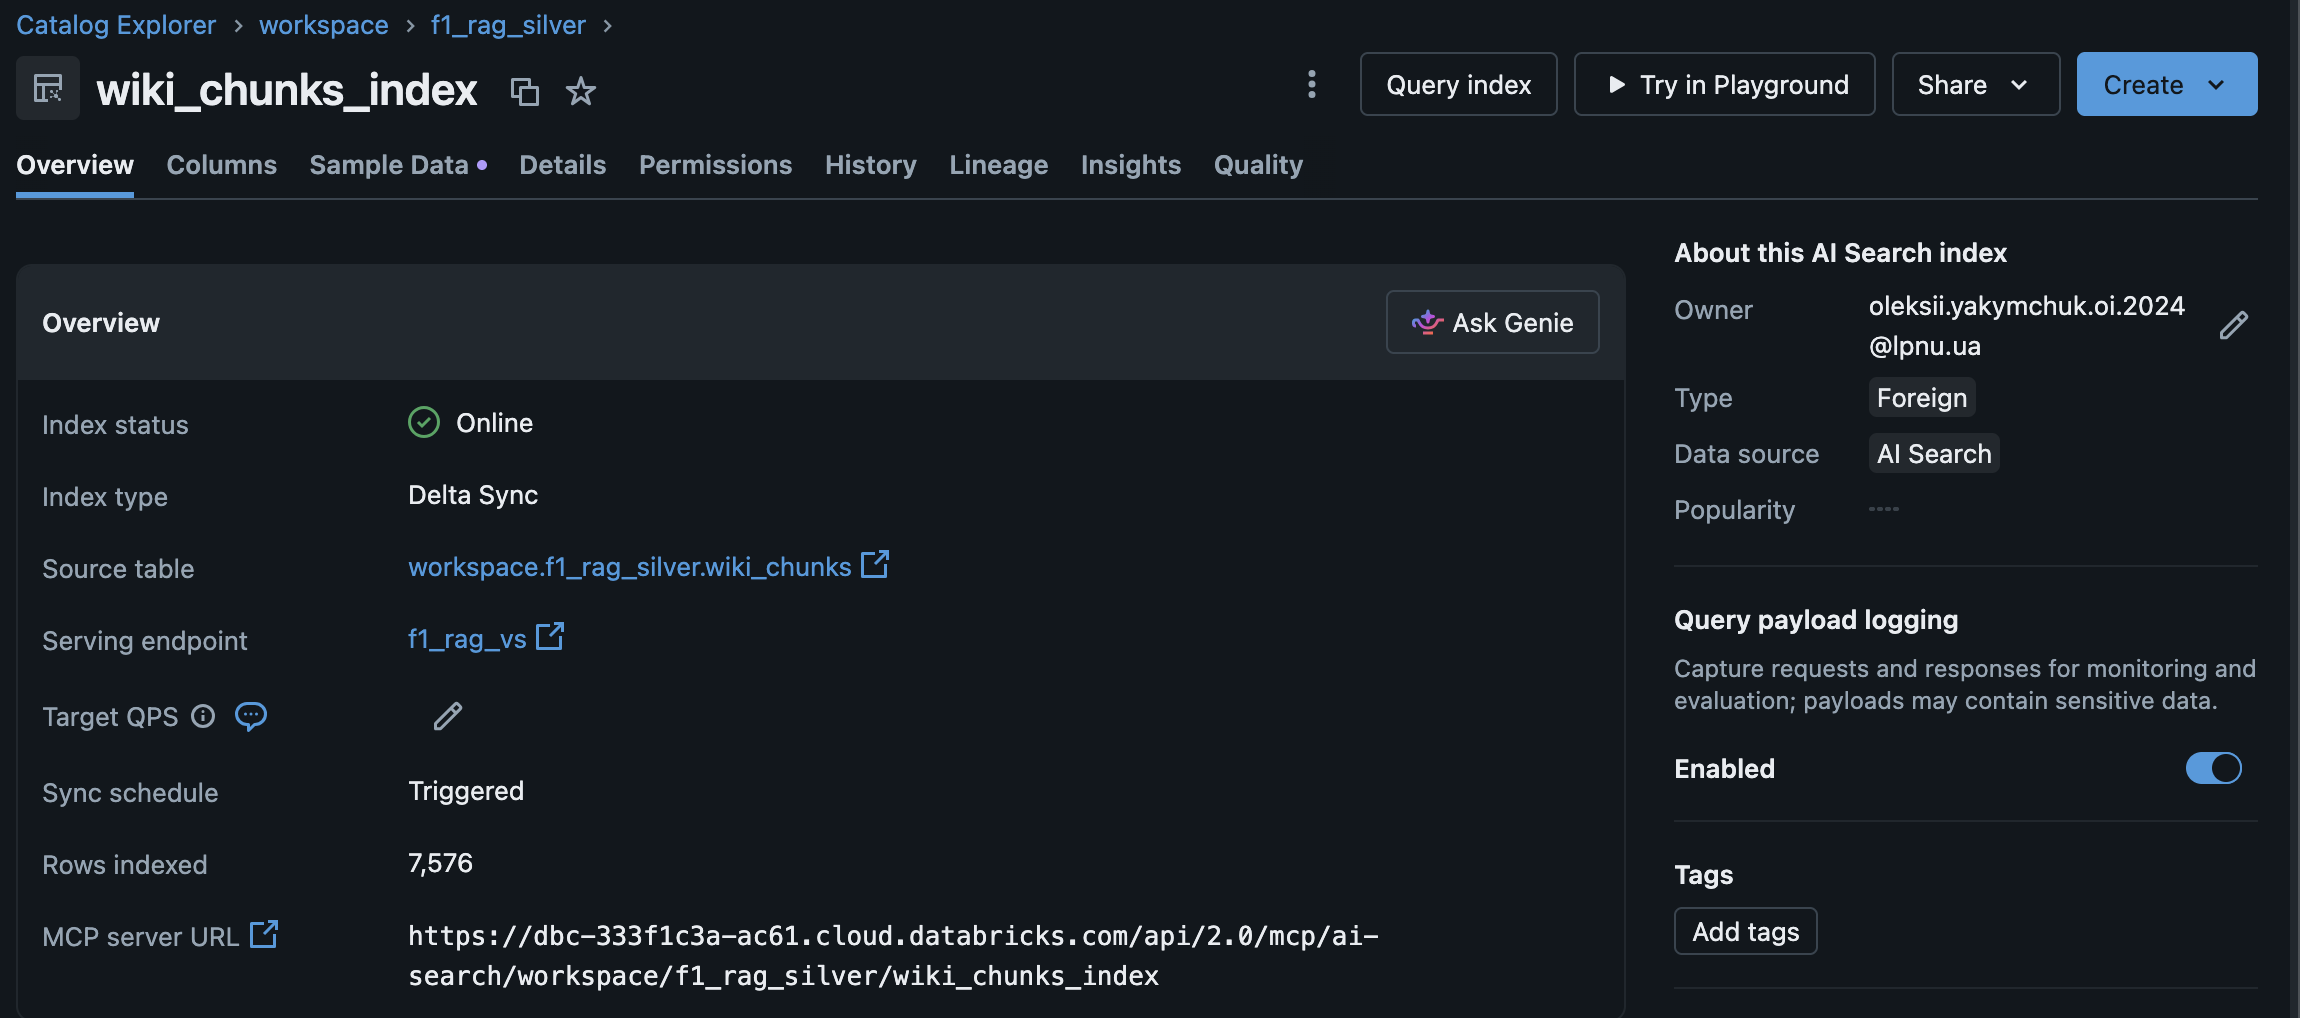 Catalog Explorer > workspace > f1_rag_silver >
wiki_chunks_index
Query index
Try in Playground
Share
Create
Overview Columns Sample Data Details Permissions History Lineage Insights Quality
Overview
Ask Genie
Index status Online
Index type Delta Sync
Source table workspace.f1_rag_silver.wiki_chunks
Serving endpoint f1_rag_vs
Target QPS
Sync schedule Triggered
Rows indexed 7,576
MCP server URL https://dbc-333f1c3a-ac61.cloud.databricks.com/api/2.0/mcp/ai-
search/workspace/f1_rag_silver/wiki_chunks_index
About this AI Search index
Owner oleksii.yakymchuk.oi.2024
@lpnu.ua
Type Foreign
Data source AI Search
Popularity
Query payload logging
Capture requests and responses for monitoring and
evaluation; payloads may contain sensitive data.
Enabled
Tags
Add tags